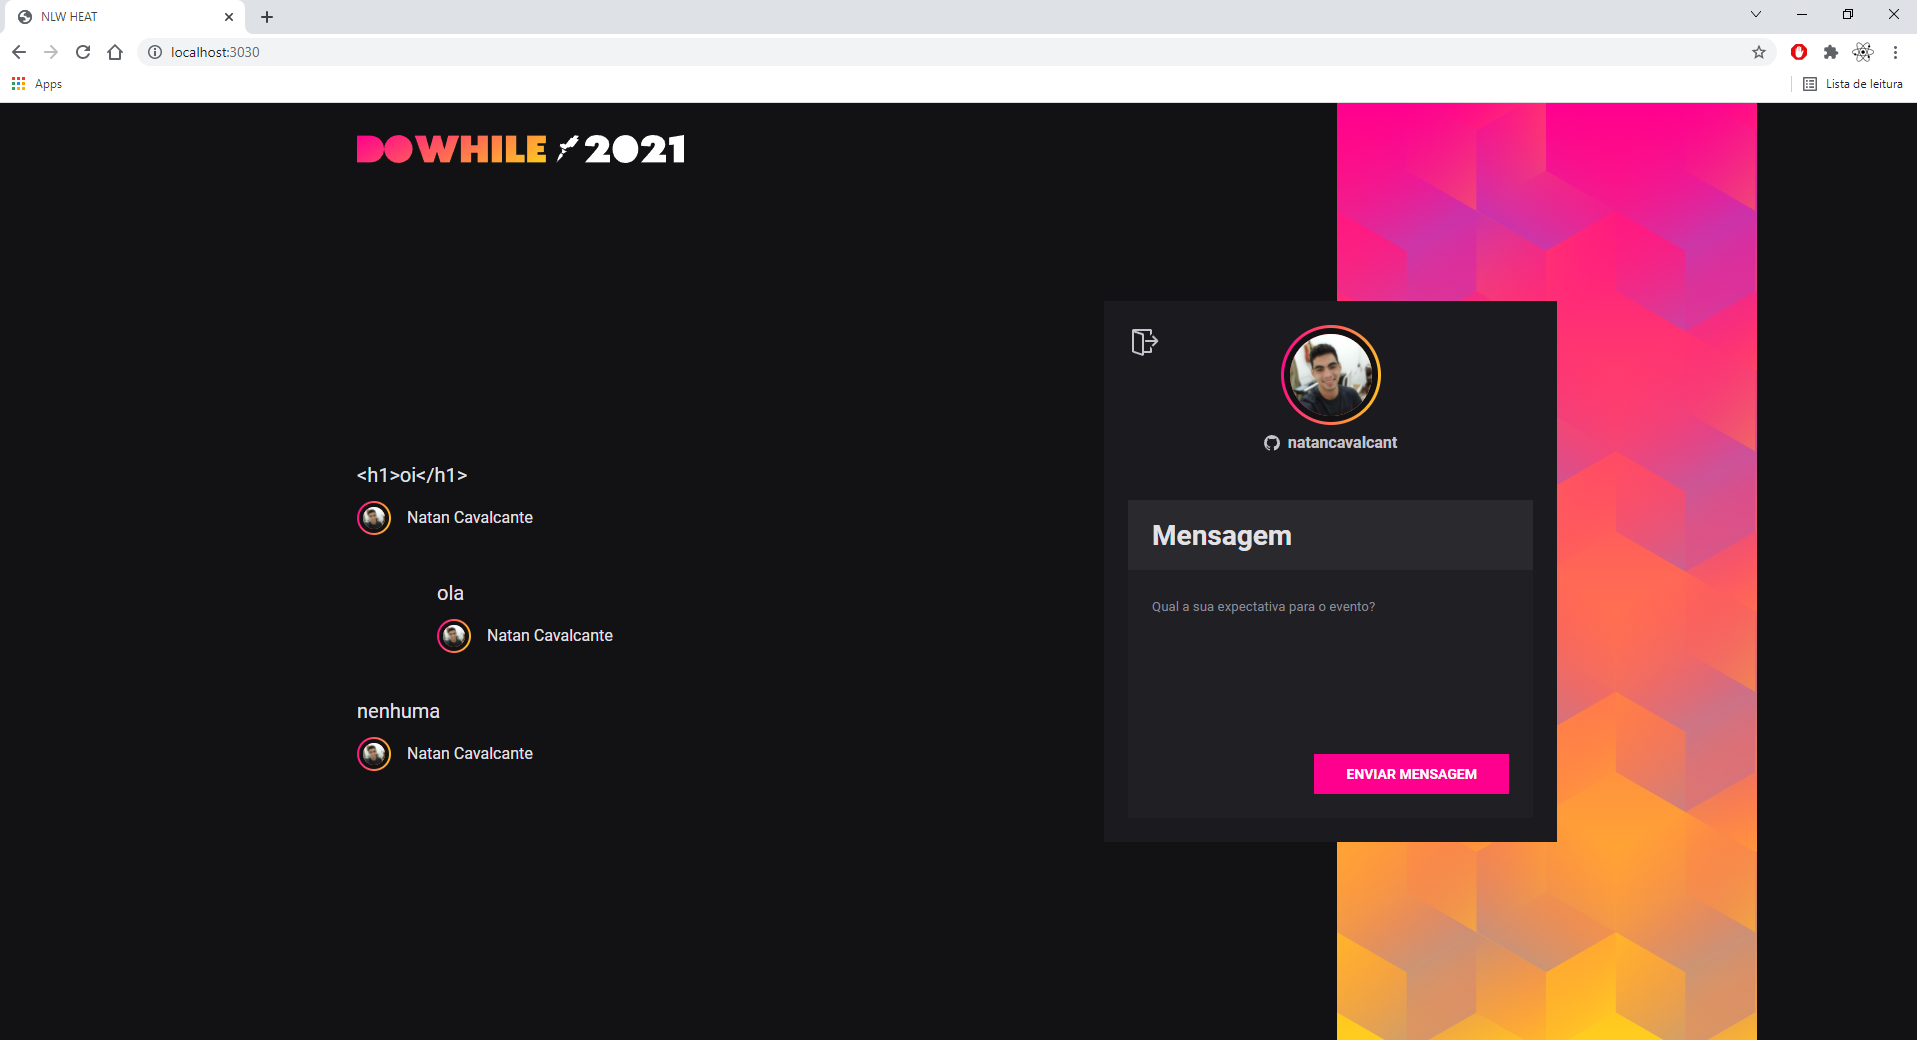 NLW HEAT
localhost:3030
Apps
Lista de leitura
DOWHILE 2021
<h1>oi</h1>
Natan Cavalcante
ola
Natan Cavalcante
nenhuma
Natan Cavalcante
natancavalcant
Mensagem
Qual a sua expectativa para o evento?
ENVIAR MENSAGEM